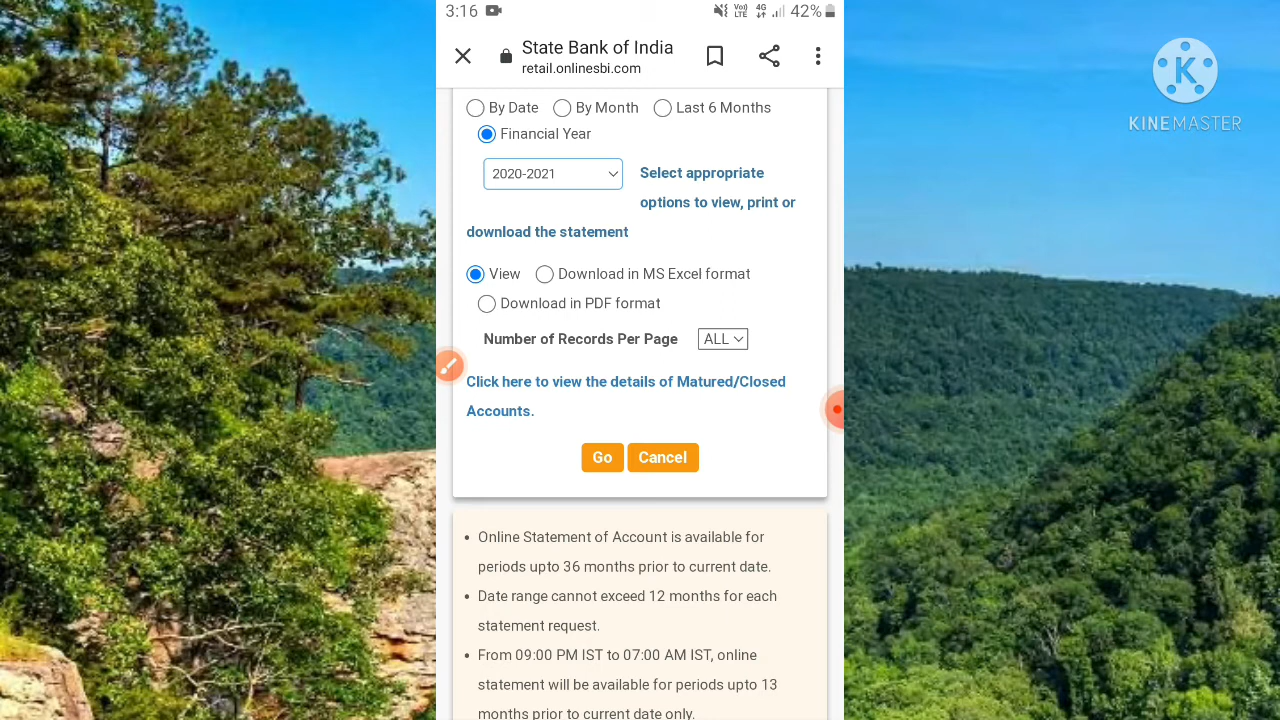 3:16
Vo))
LTE
4G
42%
State Bank of India
retail.onlinesbi.com
By Date By Month Last 6 Months
Financial Year
2020-2021
Select appropriate
options to view, print or
download the statement
View Download in MS Excel format
Download in PDF format
Number of Records Per Page ALL
Click here to view the details of Matured/Closed
Accounts.
Go Cancel
• Online Statement of Account is available for
periods upto 36 months prior to current date.
• Date range cannot exceed 12 months for each
statement request.
• From 09:00 PM IST to 07:00 AM IST, online
statement will be available for periods upto 13
months prior to current date only.
K
KINEMASTER